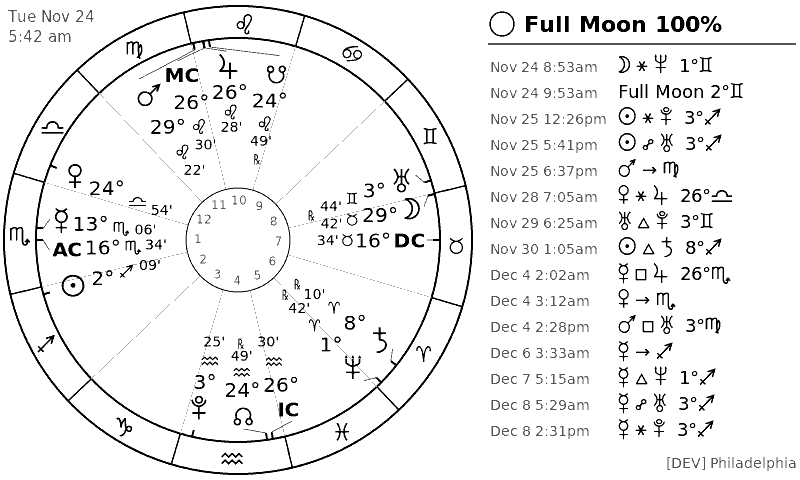 Tue Nov 24
5:42 am
Full Moon 100%
Nov 24 8:53am ☽ ⚹ ♆ 1°♊
Nov 24 9:53am Full Moon 2°♊
Nov 25 12:26pm ☉ ⚹ ♇ 3°♐
Nov 25 5:41pm ☉ ☍ ♅ 3°♐
Nov 25 6:37pm ♂ → ♍
Nov 28 7:05am ♀ ⚹ ♃ 26°♎
Nov 29 6:25am ♅ △ ♇ 3°♊
Nov 30 1:05am ☉ △ ♄ 8°♐
Dec 4 2:02am ☿ □ ♃ 26°♏
Dec 4 3:12am ♀ → ♏
Dec 4 2:28pm ♂ □ ♅ 3°♍
Dec 6 3:33am ☿ → ♐
Dec 7 5:15am ☿ △ ♆ 1°♐
Dec 8 5:29am ☿ ☍ ♅ 3°♐
Dec 8 2:31pm ☿ ⚹ ♇ 3°♐
[DEV] Philadelphia
♌
♍
♋
♎
♊
♏
♉
♐
♈
♑
♓
♒
♂ 29° ♌ 22'
MC 26° ♌ 30'
♃ 26° ♌ 28'
☋ 24° ♌ 49' ℞
♀ 24° ♎ 54'
☿ 13° ♏ 06'
AC 16° ♏ 34'
☉ 2° ♐ 09'
℞ 44' ♊ 3° ♅
42' ♉ 29° ☽
34' ♉ 16° DC
℞ 10' ♈ 8° ♄
℞ 42' ♈ 1° ♆
25' ♒ 3° ♇
℞ 49' ♒ 24° ☊
30' ♒ 26° IC
11 10 9
12 8
1 7
2 6
3 4 5